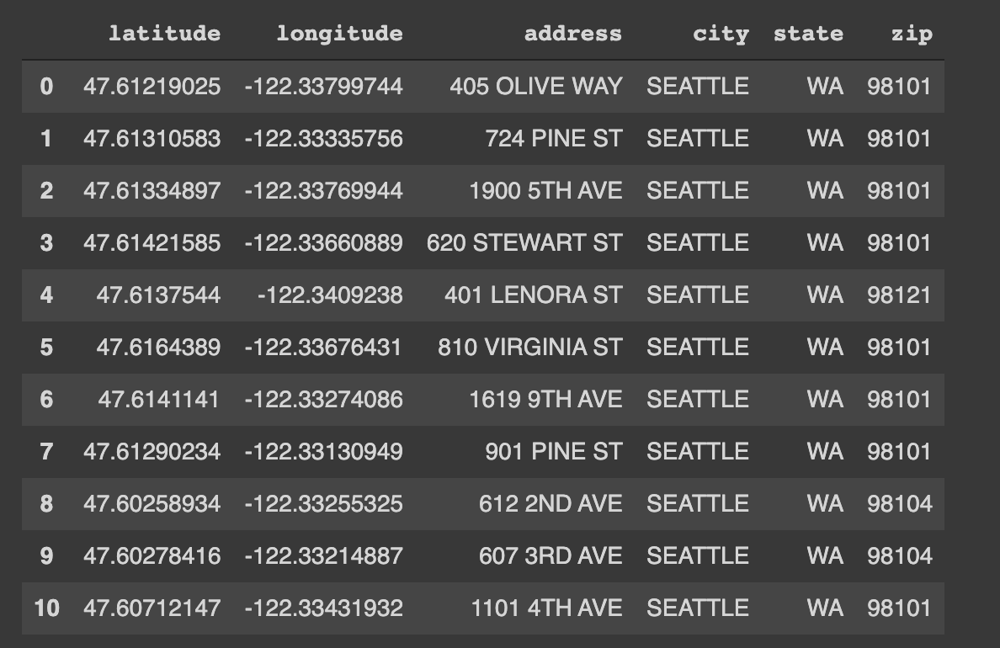 latitude longitude address city state zip
0 47.61219025 -122.33799744 405 OLIVE WAY SEATTLE WA 98101
1 47.61310583 -122.33335756 724 PINE ST SEATTLE WA 98101
2 47.61334897 -122.33769944 1900 5TH AVE SEATTLE WA 98101
3 47.61421585 -122.33660889 620 STEWART ST SEATTLE WA 98101
4 47.6137544 -122.3409238 401 LENORA ST SEATTLE WA 98121
5 47.6164389 -122.33676431 810 VIRGINIA ST SEATTLE WA 98101
6 47.6141141 -122.33274086 1619 9TH AVE SEATTLE WA 98101
7 47.61290234 -122.33130949 901 PINE ST SEATTLE WA 98101
8 47.60258934 -122.33255325 612 2ND AVE SEATTLE WA 98104
9 47.60278416 -122.33214887 607 3RD AVE SEATTLE WA 98104
10 47.60712147 -122.33431932 1101 4TH AVE SEATTLE WA 98101